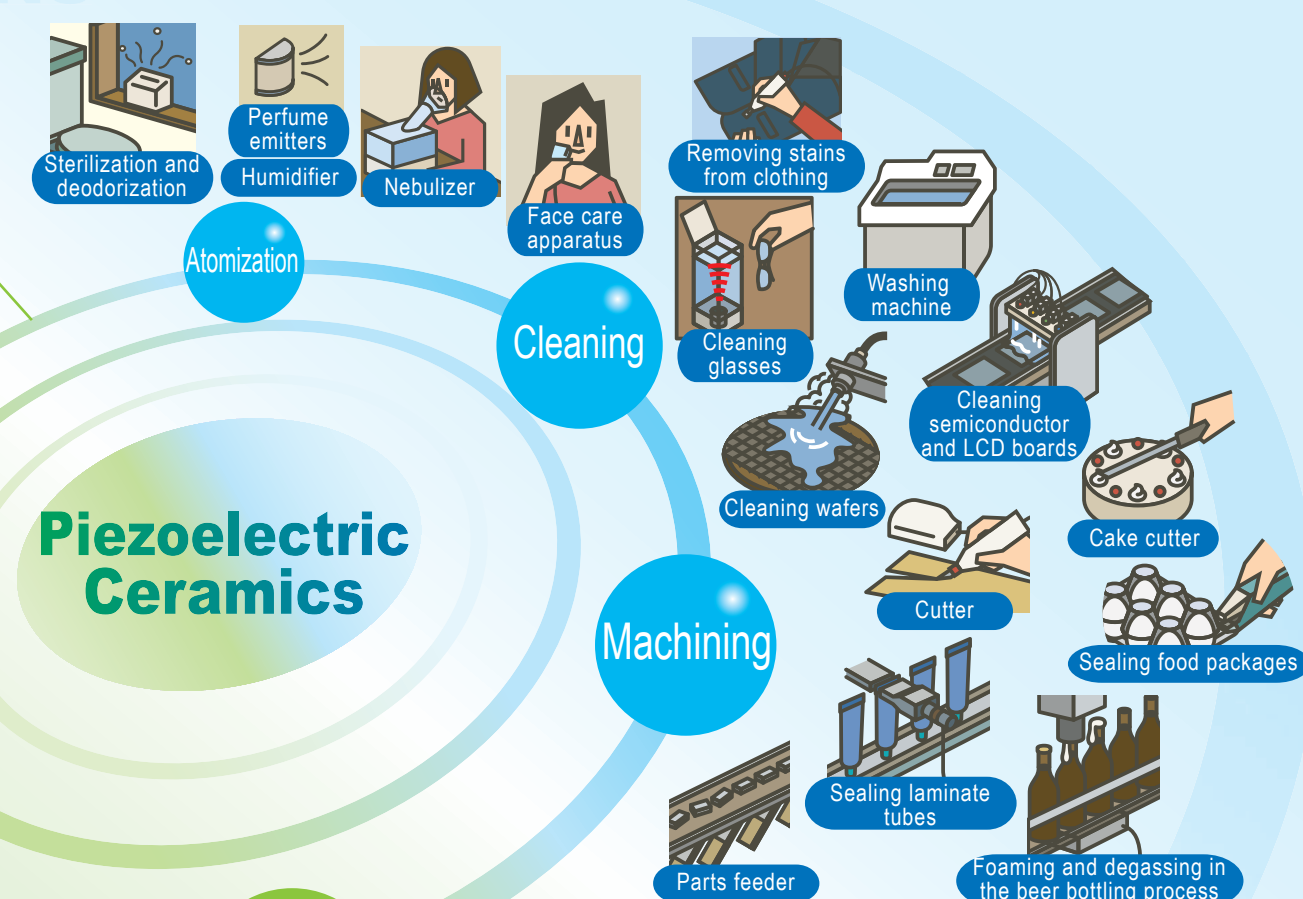 Sterilization and
deodorization
Perfume
emitters
Humidifier
Nebulizer
Face care
apparatus
Atomization
Removing stains
from clothing
Washing
machine
Cleaning
glasses
Cleaning
Cleaning
semiconductor
and LCD boards
Cleaning wafers
Cake cutter
Piezoelectric
Ceramics
Cutter
Machining
Sealing food packages
Sealing laminate
tubes
Parts feeder
Foaming and degassing in
the beer bottling process